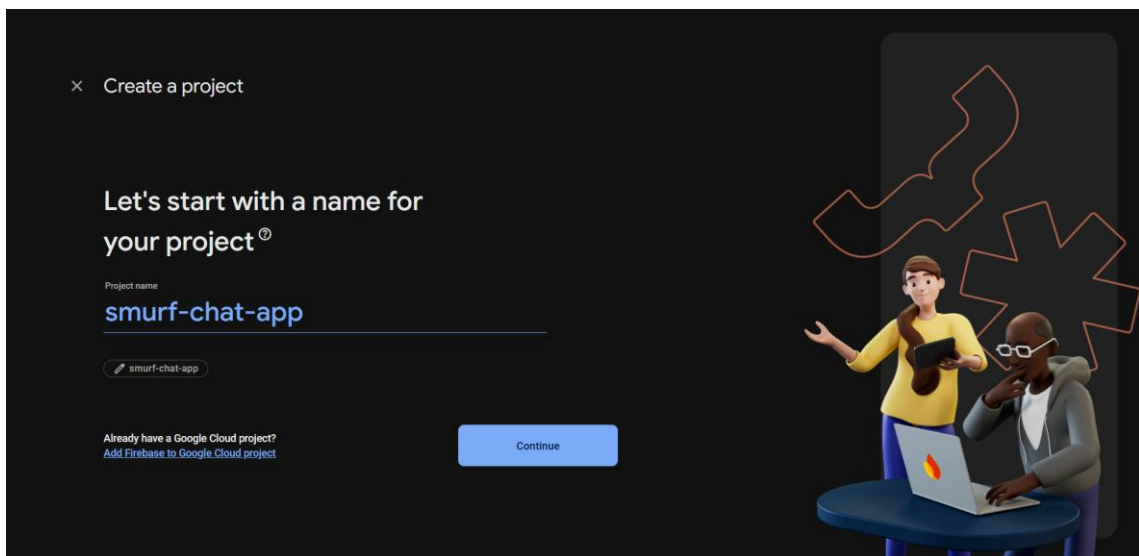 Create a project
Let's start with a name for
your project
Project name
smurf-chat-app
smurf-chat-app
Already have a Google Cloud project?
Add Firebase to Google Cloud project
Continue